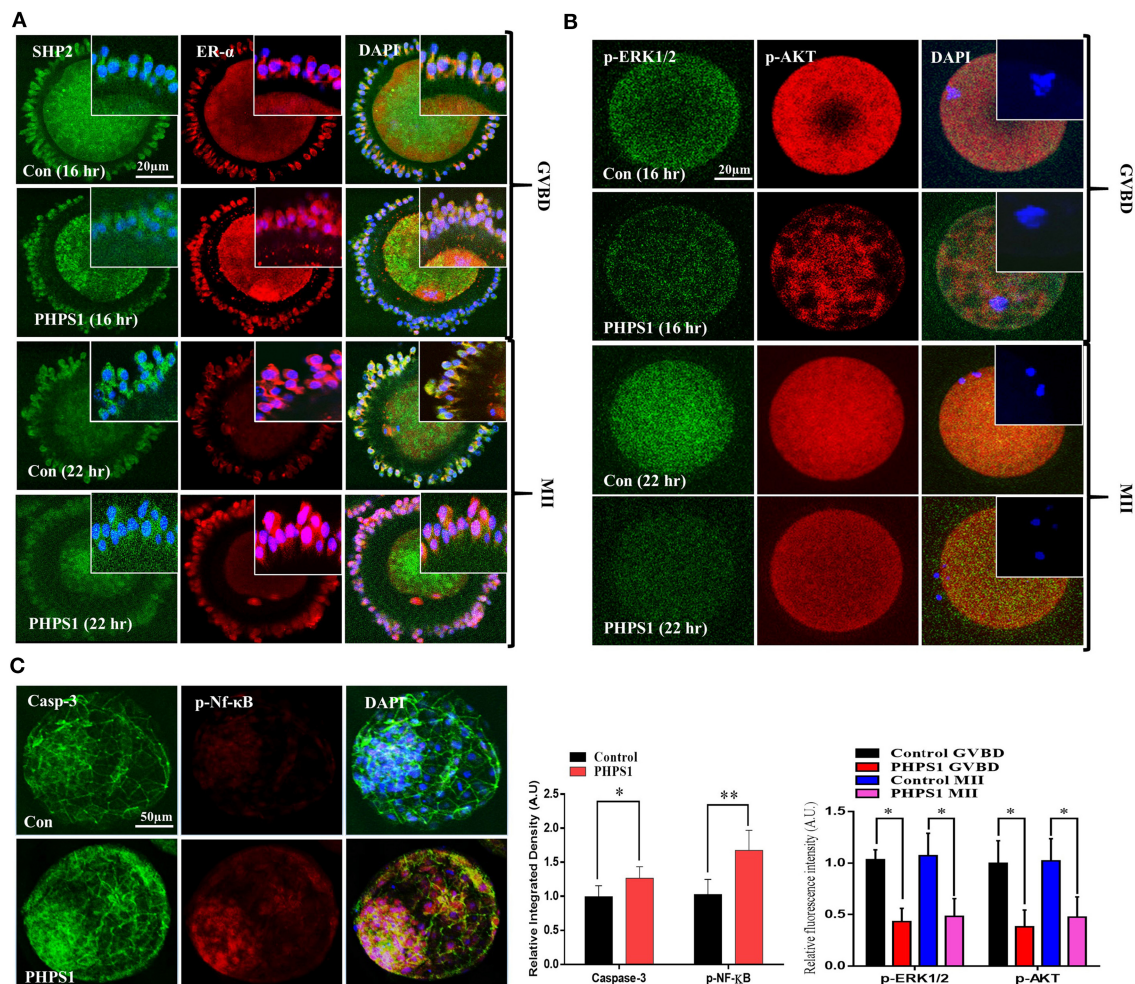 A
SHP2 ER-α DAPI
Con (16 hr) 20μm
PHPS1 (16 hr)
GVBD
Con (22 hr)
PHPS1 (22 hr)
MII
B
p-ERK1/2 p-AKT DAPI
Con (16 hr) 20μm
PHPS1 (16 hr)
GVBD
Con (22 hr)
PHPS1 (22 hr)
MII
C
Casp-3 p-Nf-κB DAPI
Con 50μm
PHPS1
Control
PHPS1
Relative Integrated Density (A.U)
2.5
2.0
1.5
1.0
0.5
0.0
* **
Caspase-3 p-NF-κB
Control GVBD
PHPS1 GVBD
Control MII
PHPS1 MII
Relative fluorescence intensity (A.U.)
1.5
1.0
0.5
0.0
* * * *
p-ERK1/2 p-AKT